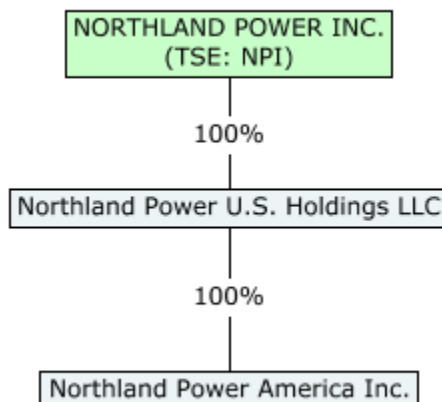 NORTHLAND POWER INC.
(TSE: NPI)
100%
Northland Power U.S. Holdings LLC
100%
Northland Power America Inc.